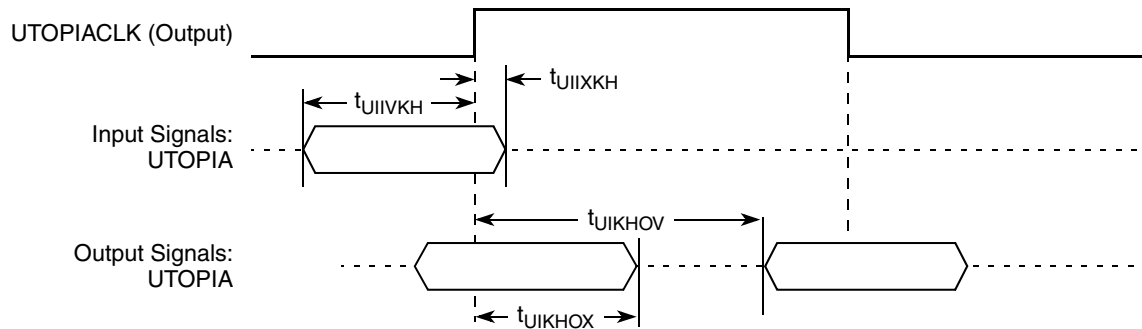 UTOPIACLK (Output)
tUIIXKH
tUIIVKH
Input Signals:
UTOPIA
tUIKHOV
Output Signals:
UTOPIA
tUIKHOX